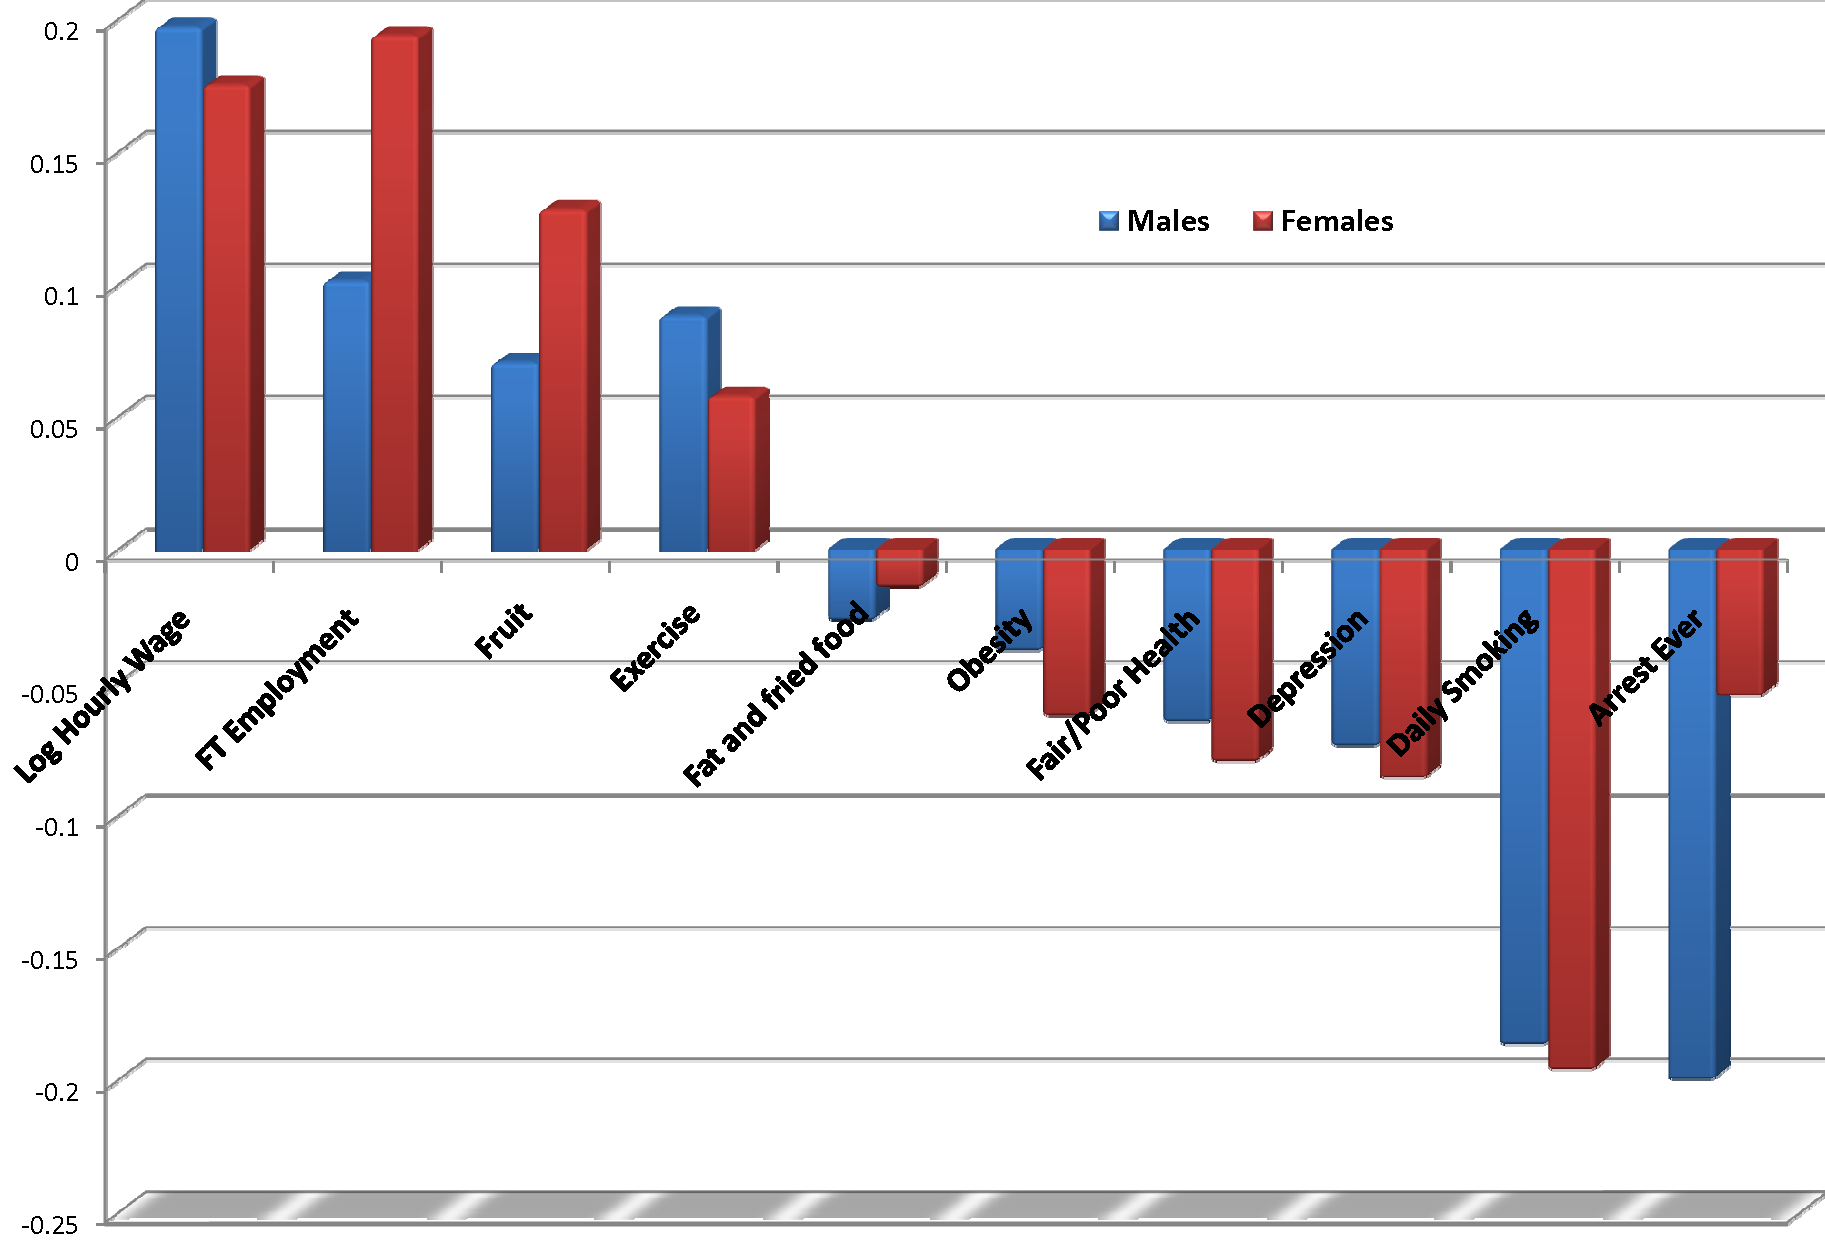 0.2
0.15
0.1
0.05
0
-0.05
-0.1
-0.15
-0.2
-0.25
Males
Females
Log Hourly Wage
FT Employment
Fruit
Exercise
Fat and fried food
Obesity
Fair/Poor Health
Depression
Daily Smoking
Arrest Ever